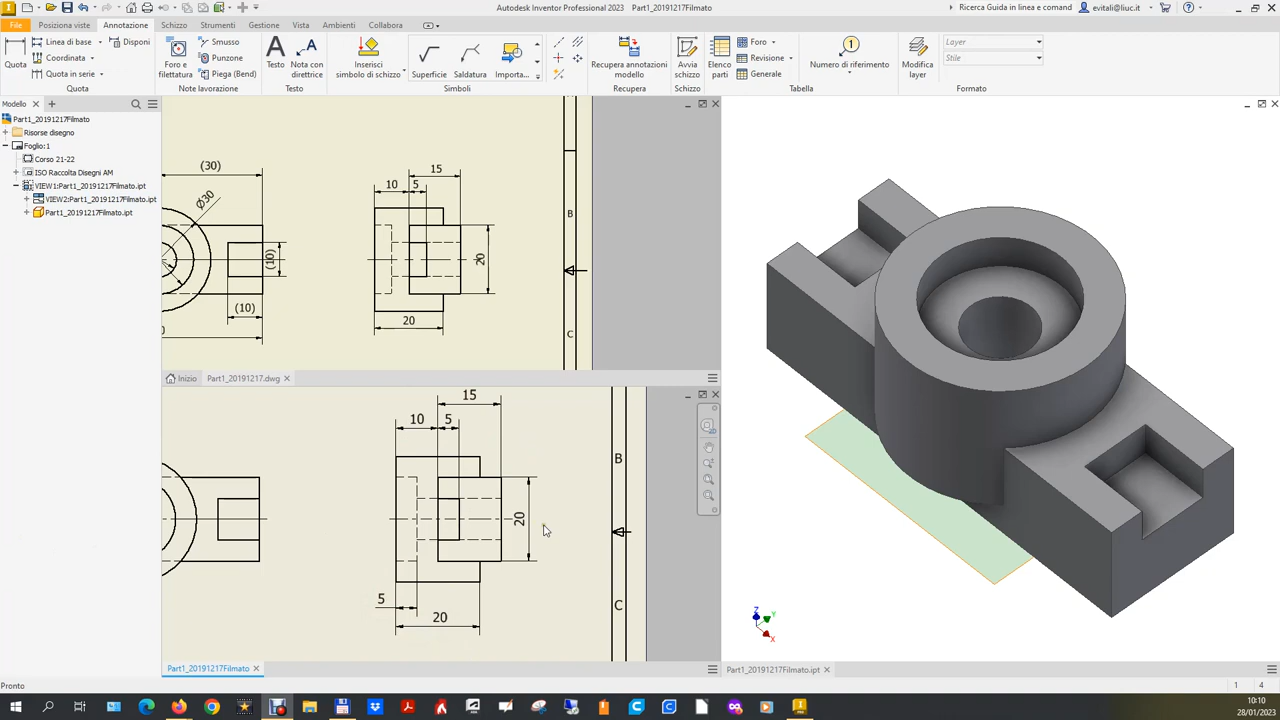 Autodesk Inventor Professional 2023 Part1_20191217Filmato.ipt
Ricerca Guida in linea e comand
evitali@liuc.it
File Posiziona viste Annotazione Schizzo Strumenti Gestione Vista Ambienti Collabora
Quota
Linea di base
Disponi
Coordinata
Quota in serie
Quota
Foro e filettatura
Smusso
Punzone
Piega (Bend)
Note lavorazione
Testo
Nota con direttrice
Testo
Inserisci simbolo di schizzo
Superficie
Saldatura
Importa...
Simboli
Recupera annotazioni modello
Recupera
Avvia schizzo
Schizzo
Elenco parti
Foro
Revisione
Generale
Numero di riferimento
Tabella
Modifica layer
Layer
Stile
Formato
Modello
Part1_20191217Filmato
Risorse disegno
Foglio:1
Corso 21-22
ISO Raccolta Disegni AM
VIEW1:Part1_20191217Filmato.ipt
VIEW2:Part1_20191217Filmato.ipt
Part1_20191217Filmato.ipt
(30)
Ø30
(10)
(10)
0
15
10 5
20
20
B
C
Inizio Part1_20191217.dwg
15
10 5
20
5
20
B
C
Z
Y
X
Part1_20191217Filmato
Part1_20191217Filmato.ipt
Pronto
1 4
10:10
28/01/2023